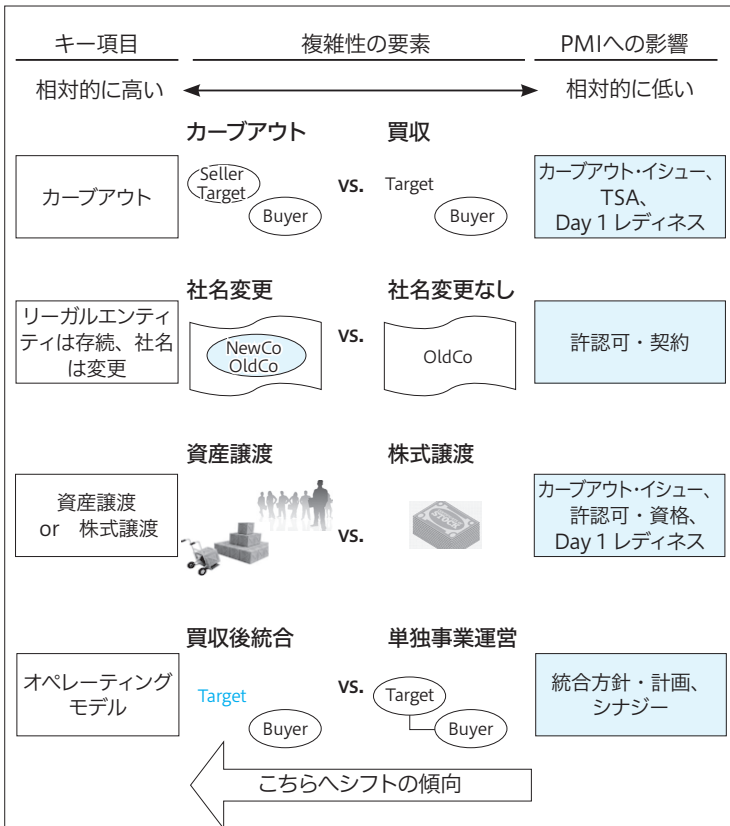 キー項目
複雑性の要素
PMIへの影響
相対的に高い
相対的に低い
カーブアウト
買収
カーブアウト
Seller
Target
Buyer
vs.
Target
Buyer
カーブアウト・イシュー、
TSA、
Day 1 レディネス
社名変更
社名変更なし
リーガルエンティ
ティは存続、社名
は変更
NewCo
OldCo
vs.
OldCo
許認可・契約
資産譲渡
株式譲渡
資産譲渡
or 株式譲渡
vs.
STOCK
カーブアウト・イシュー、
許認可・資格、
Day 1 レディネス
買収後統合
単独事業運営
オペレーティング
モデル
Target
Buyer
vs.
Target
Buyer
統合方針・計画、
シナジー
こちらへシフトの傾向